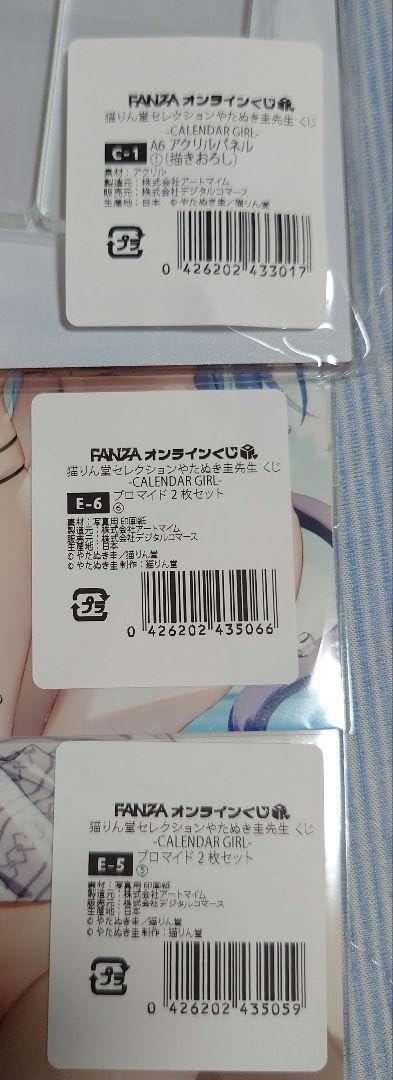 FANZA オンラインくじ
猫りん堂セレクションやたぬき圭先生 くじ
-CALENDAR GIRL-
C-1 A6 アクリルパネル
①(描きおろし)
素材:アクリル
製造元:株式会社アートマイム
販売元:株式会社デジタルコマース
生産地:日本 © やたぬき圭/猫りん堂
プラ
0 426202 433017
FANZA オンラインくじ
猫りん堂セレクションやたぬき圭先生 くじ
-CALENDAR GIRL-
E-6 ブロマイド 2 枚セット
⑥
素材:写真用 印画紙
製造元:株式会社アートマイム
販売元:株式会社デジタルコマース
生産地:日本
© やたぬき圭/猫りん堂
© やたぬき圭 制作:猫りん堂
プラ
0 426202 435066
FANZA オンラインくじ
猫りん堂セレクションやたぬき圭先生 くじ
-CALENDAR GIRL-
E-5 ブロマイド 2 枚セット
⑤
素材:写真用 印画紙
製造元:株式会社アートマイム
販売元:株式会社デジタルコマース
生産地:日本
© やたぬき圭/猫りん堂
© やたぬき圭 制作:猫りん堂
プラ
0 426202 435059